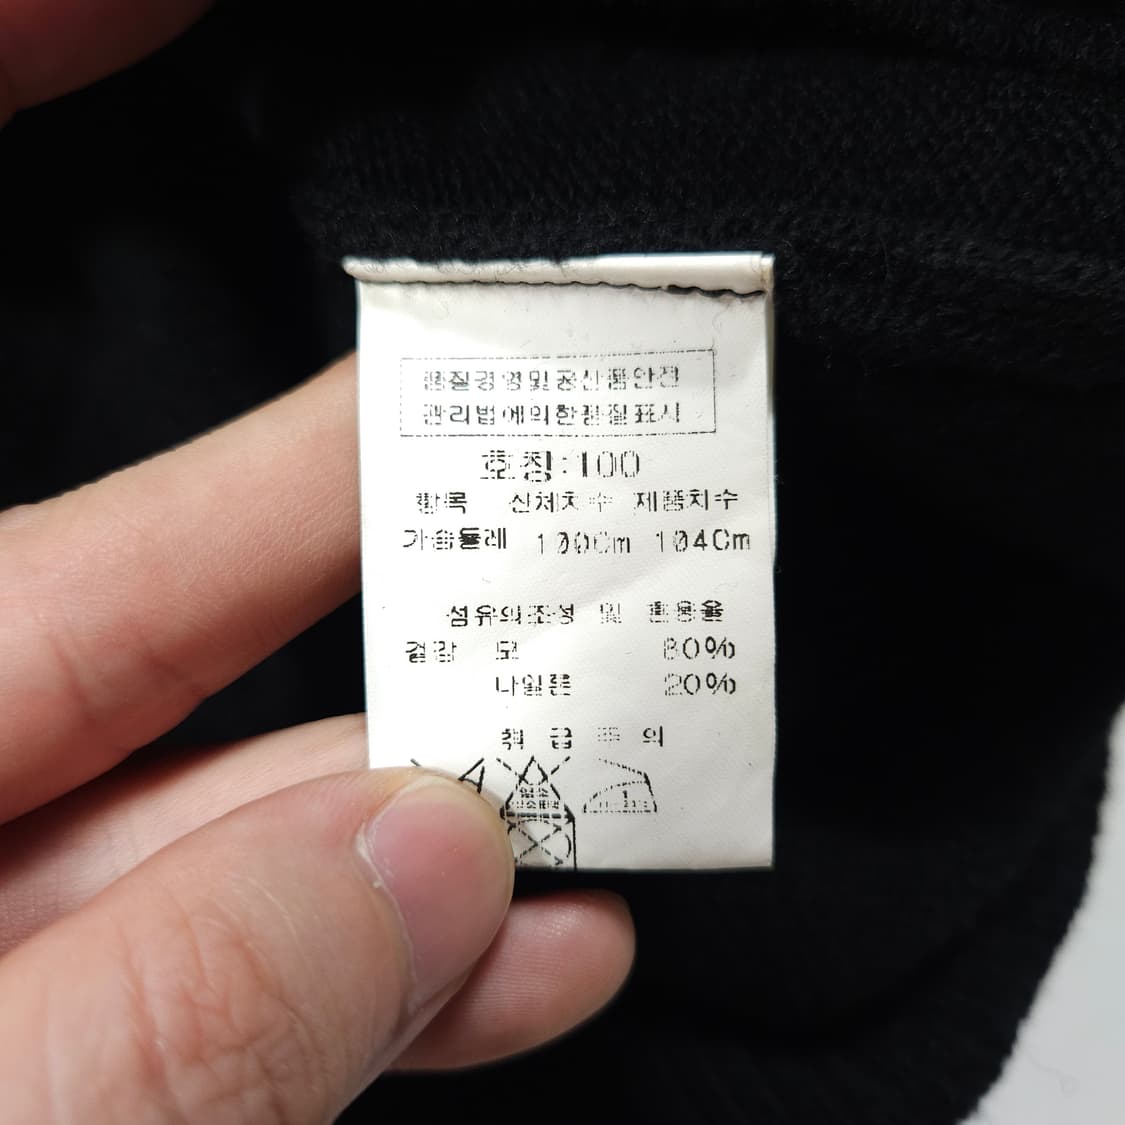 품질경영및공산품안전
관리법에의한품질표시
호칭:100
항목 신체치수 제품치수
가슴둘레 100Cm 104Cm
섬유의조성 및 혼용율
겉감 모 80%
나일론 20%
취 급 주 의